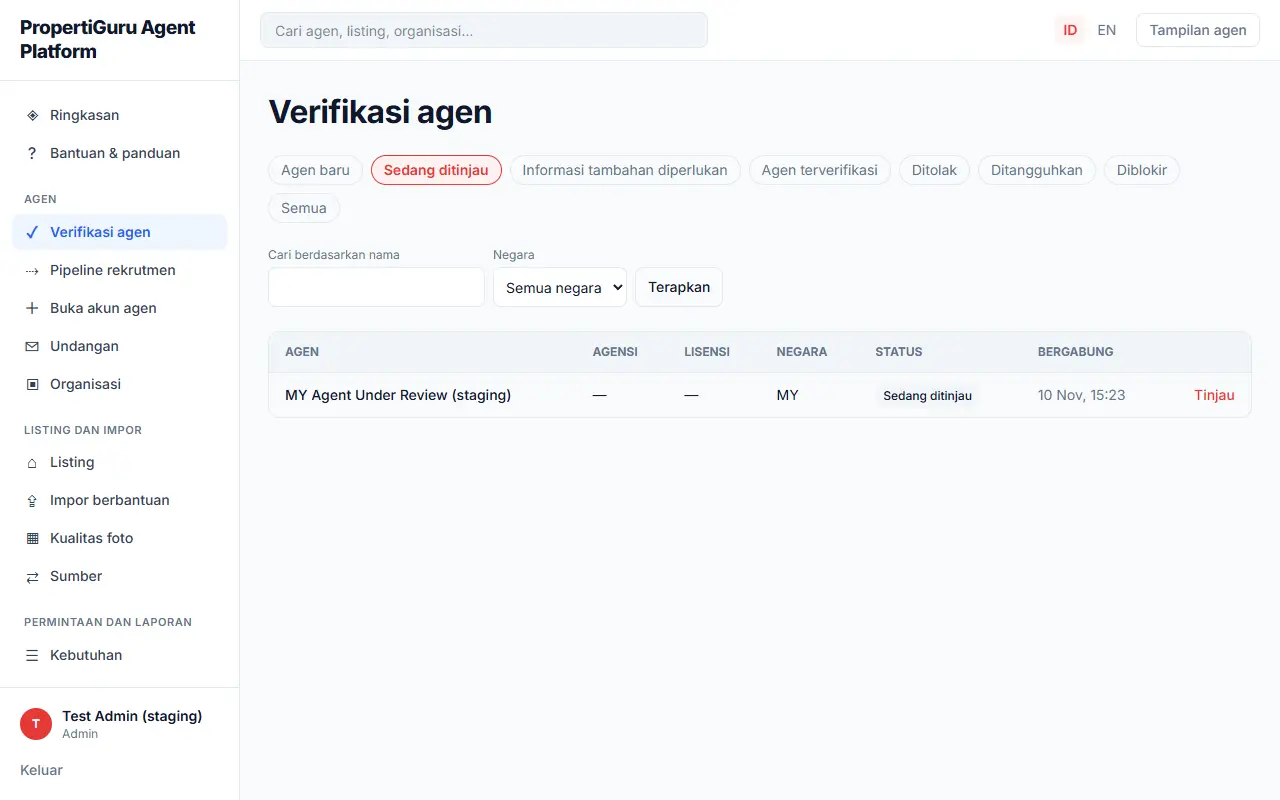 PropertiGuru Agent
Platform
Cari agen, listing, organisasi...
ID
EN
Tampilan agen
Ringkasan
Bantuan & panduan
AGEN
Verifikasi agen
Pipeline rekrutmen
Buka akun agen
Undangan
Organisasi
LISTING DAN IMPOR
Listing
Impor berbantuan
Kualitas foto
Sumber
PERMINTAAN DAN LAPORAN
Kebutuhan
T
Test Admin (staging)
Admin
Keluar
Verifikasi agen
Agen baru
Sedang ditinjau
Informasi tambahan diperlukan
Agen terverifikasi
Ditolak
Ditangguhkan
Diblokir
Semua
Cari berdasarkan nama
Negara
Semua negara
Terapkan
AGEN AGENSI LISENSI NEGARA STATUS BERGABUNG
MY Agent Under Review (staging) — — MY Sedang ditinjau 10 Nov, 15:23 Tinjau